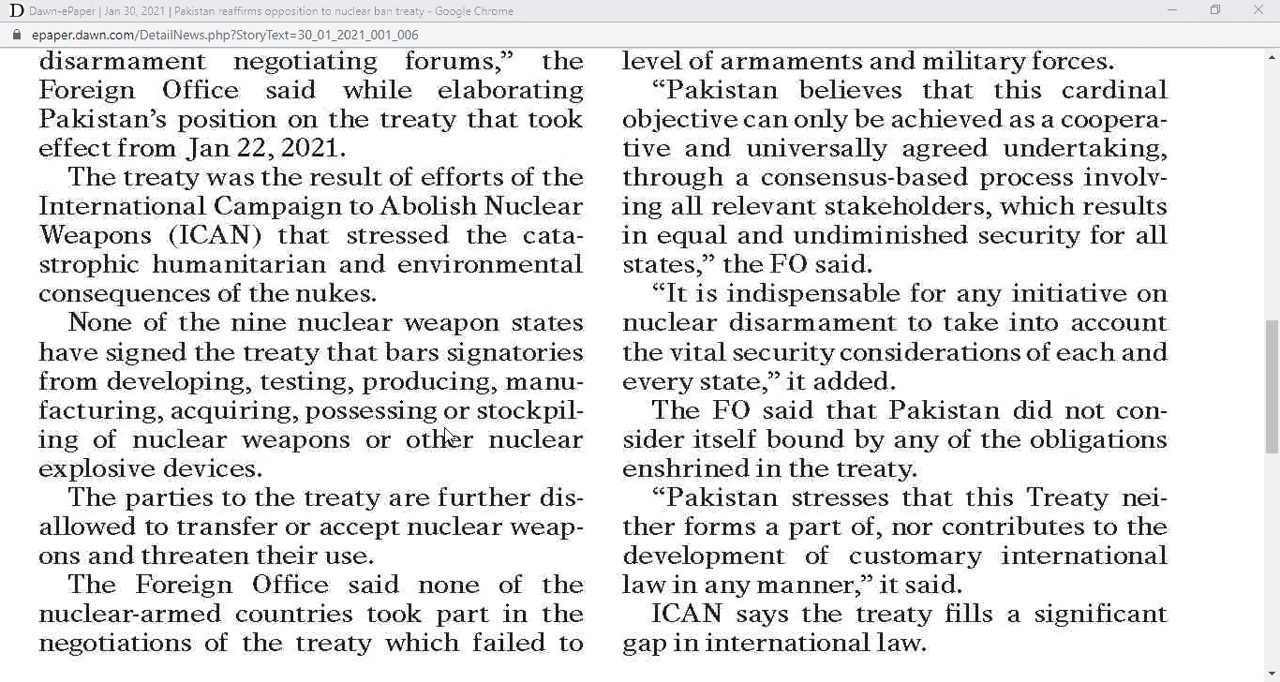 D Dawn-ePaper | Jan 30, 2021 | Pakistan reaffirms opposition to nuclear ban treaty - Google Chrome
epaper.dawn.com/DetailNews.php?StoryText=30_01_2021_001_006
disarmament negotiating forums,” the
Foreign Office said while elaborating
Pakistan’s position on the treaty that took
effect from Jan 22, 2021.
The treaty was the result of efforts of the
International Campaign to Abolish Nuclear
Weapons (ICAN) that stressed the cata-
strophic humanitarian and environmental
consequences of the nukes.
None of the nine nuclear weapon states
have signed the treaty that bars signatories
from developing, testing, producing, manu-
facturing, acquiring, possessing or stockpil-
ing of nuclear weapons or other nuclear
explosive devices.
The parties to the treaty are further dis-
allowed to transfer or accept nuclear weap-
ons and threaten their use.
The Foreign Office said none of the
nuclear-armed countries took part in the
negotiations of the treaty which failed to
level of armaments and military forces.
“Pakistan believes that this cardinal
objective can only be achieved as a coopera-
tive and universally agreed undertaking,
through a consensus-based process involv-
ing all relevant stakeholders, which results
in equal and undiminished security for all
states,” the FO said.
“It is indispensable for any initiative on
nuclear disarmament to take into account
the vital security considerations of each and
every state,” it added.
The FO said that Pakistan did not con-
sider itself bound by any of the obligations
enshrined in the treaty.
“Pakistan stresses that this Treaty nei-
ther forms a part of, nor contributes to the
development of customary international
law in any manner,” it said.
ICAN says the treaty fills a significant
gap in international law.